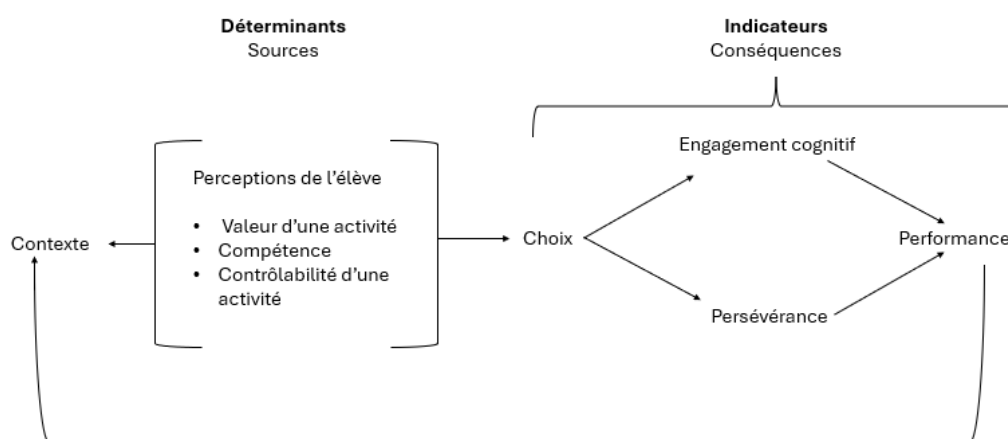 Déterminants
Sources
Indicateurs
Conséquences
Engagement cognitif
Perceptions de l'élève
• Valeur d'une activité
• Compétence
• Contrôlabilité d'une
activité
Contexte
Choix
Performance
Persévérance